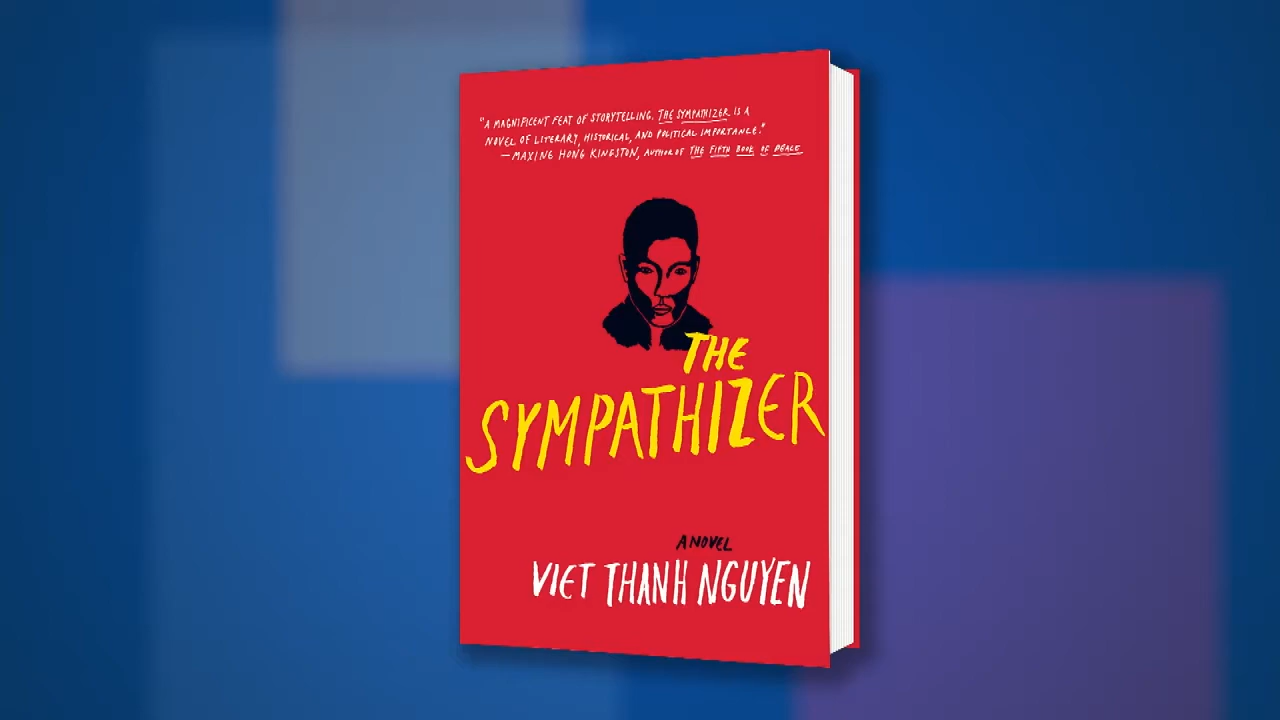 "A MAGNIFICENT FEAT OF STORYTELLING. THE SYMPATHIZER IS A
NOVEL OF LITERARY, HISTORICAL, AND POLITICAL IMPORTANCE."
—MAXINE HONG KINGSTON, AUTHOR OF THE FIFTH BOOK OF PEACE
THE
SYMPATHIZER
A NOVEL
VIET THANH NGUYEN